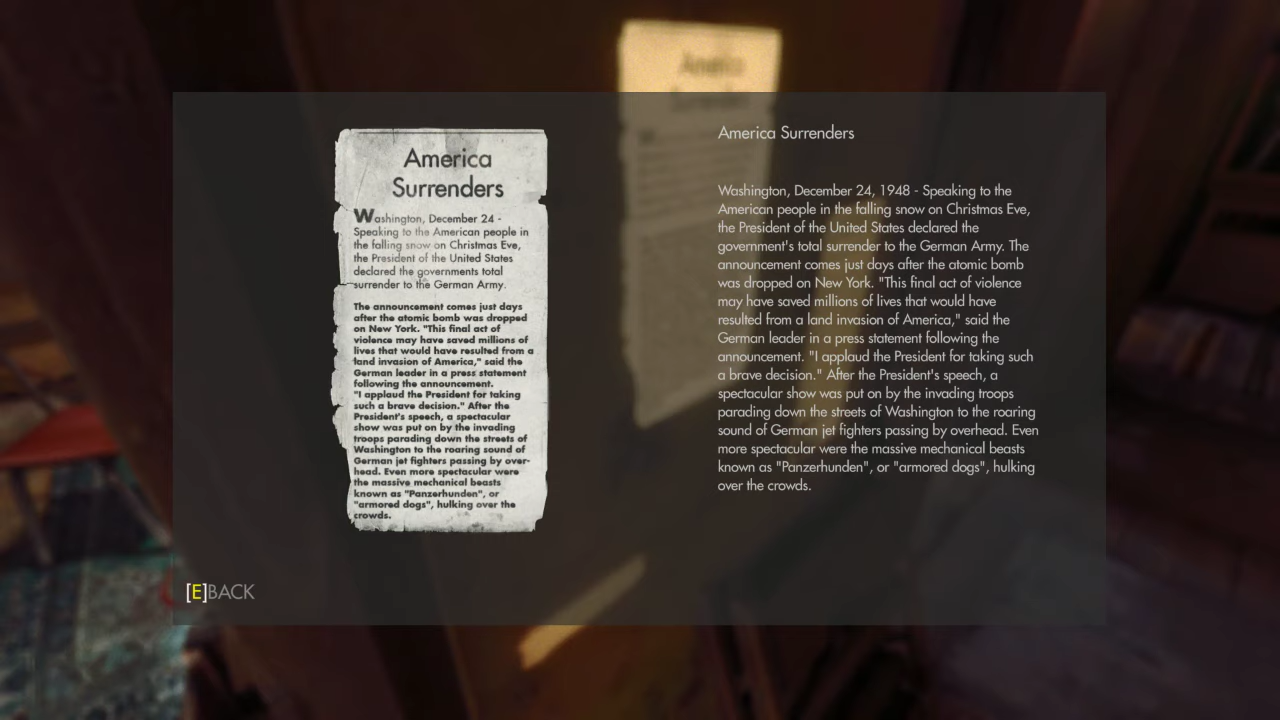 America
Surrenders
Washington, December 24 -
Speaking to the American people in
the falling snow on Christmas Eve,
the President of the United States
declared the governments total
surrender to the German Army.
The announcement comes just days
after the atomic bomb was dropped
on New York. "This final act of
violence may have saved millions of
lives that would have resulted from a
land invasion of America," said the
German leader in a press statement
following the announcement.
"I applaud the President for taking
such a brave decision." After the
President's speech, a spectacular
show was put on by the invading
troops parading down the streets of
Washington to the roaring sound of
German jet fighters passing by over-
head. Even more spectacular were
the massive mechanical beasts
known as "Panzerhunden", or
"armored dogs", hulking over the
crowds.
America Surrenders
Washington, December 24, 1948 - Speaking to the
American people in the falling snow on Christmas Eve,
the President of the United States declared the
government's total surrender to the German Army. The
announcement comes just days after the atomic bomb
was dropped on New York. "This final act of violence
may have saved millions of lives that would have
resulted from a land invasion of America," said the
German leader in a press statement following the
announcement. "I applaud the President for taking such
a brave decision." After the President's speech, a
spectacular show was put on by the invading troops
parading down the streets of Washington to the roaring
sound of German jet fighters passing by overhead. Even
more spectacular were the massive mechanical beasts
known as "Panzerhunden", or "armored dogs", hulking
over the crowds.
[E]BACK